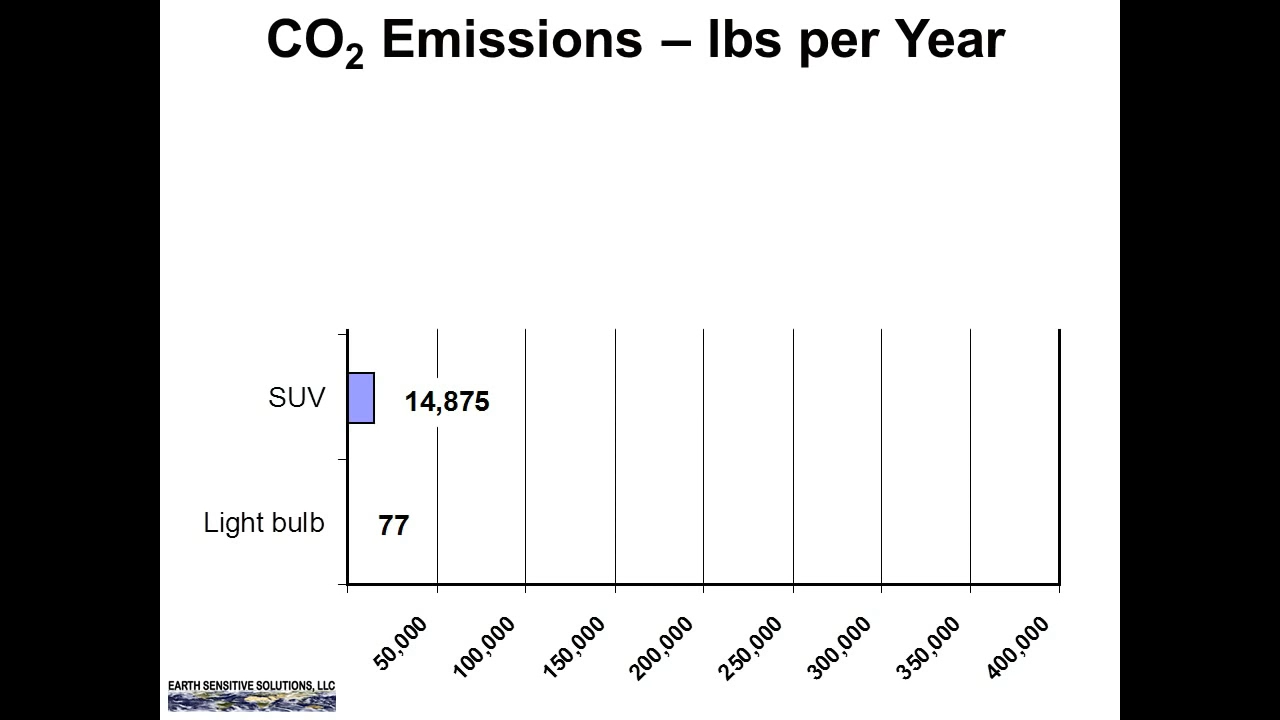 CO₂ Emissions – lbs per Year
SUV
14,875
Light bulb
77
50,000
100,000
150,000
200,000
250,000
300,000
350,000
400,000
EARTH SENSITIVE SOLUTIONS, LLC